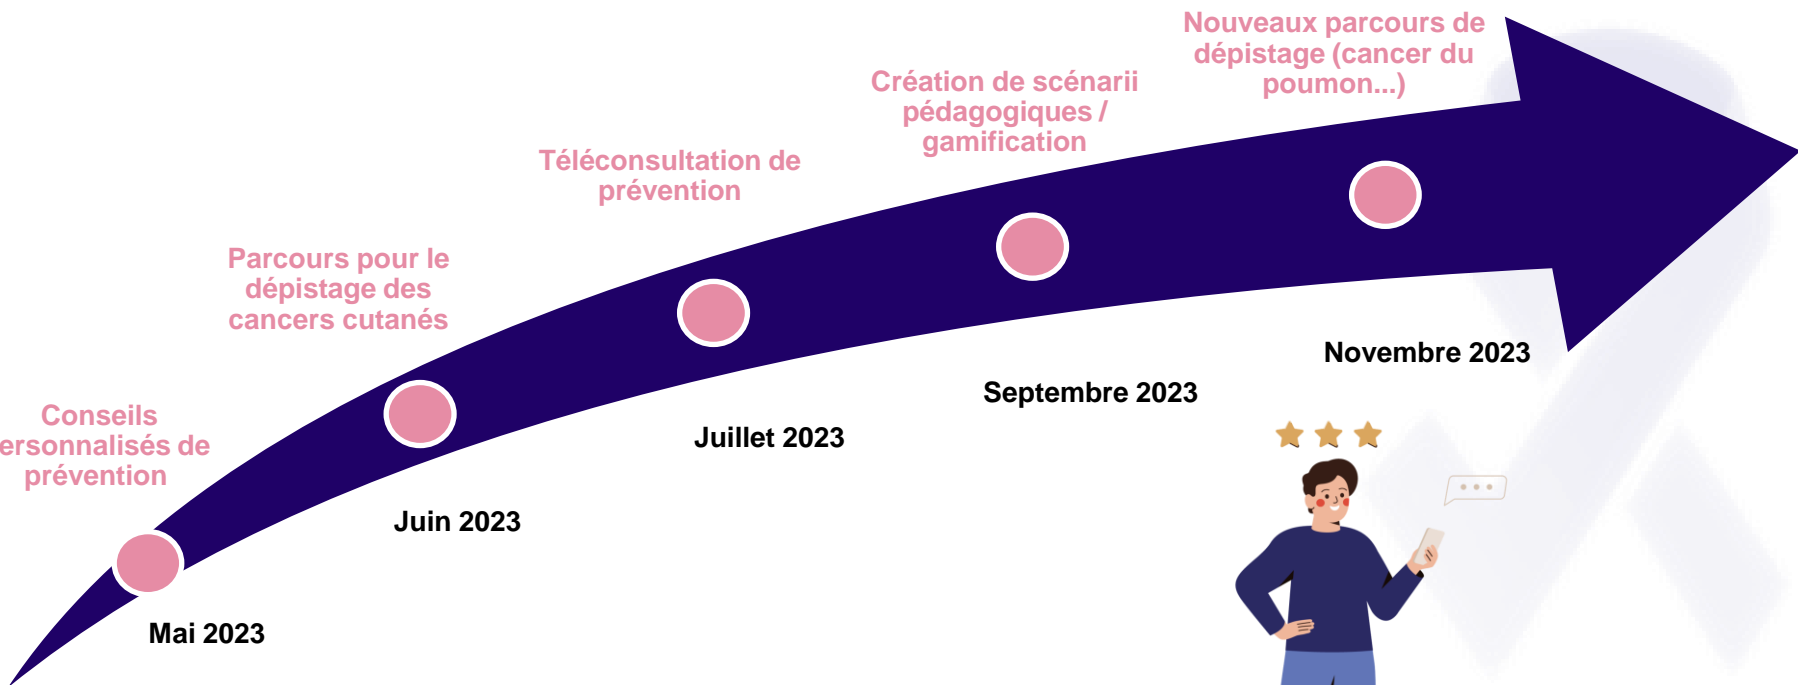 Nouveaux parcours de
dépistage (cancer du
poumon...)
Création de scénarii
pédagogiques /
gamification
Téléconsultation de
prévention
Parcours pour le
dépistage des
cancers cutanés
Conseils
ersonnalisés de
prévention
Novembre 2023
Septembre 2023
Juillet 2023
Juin 2023
Mai 2023